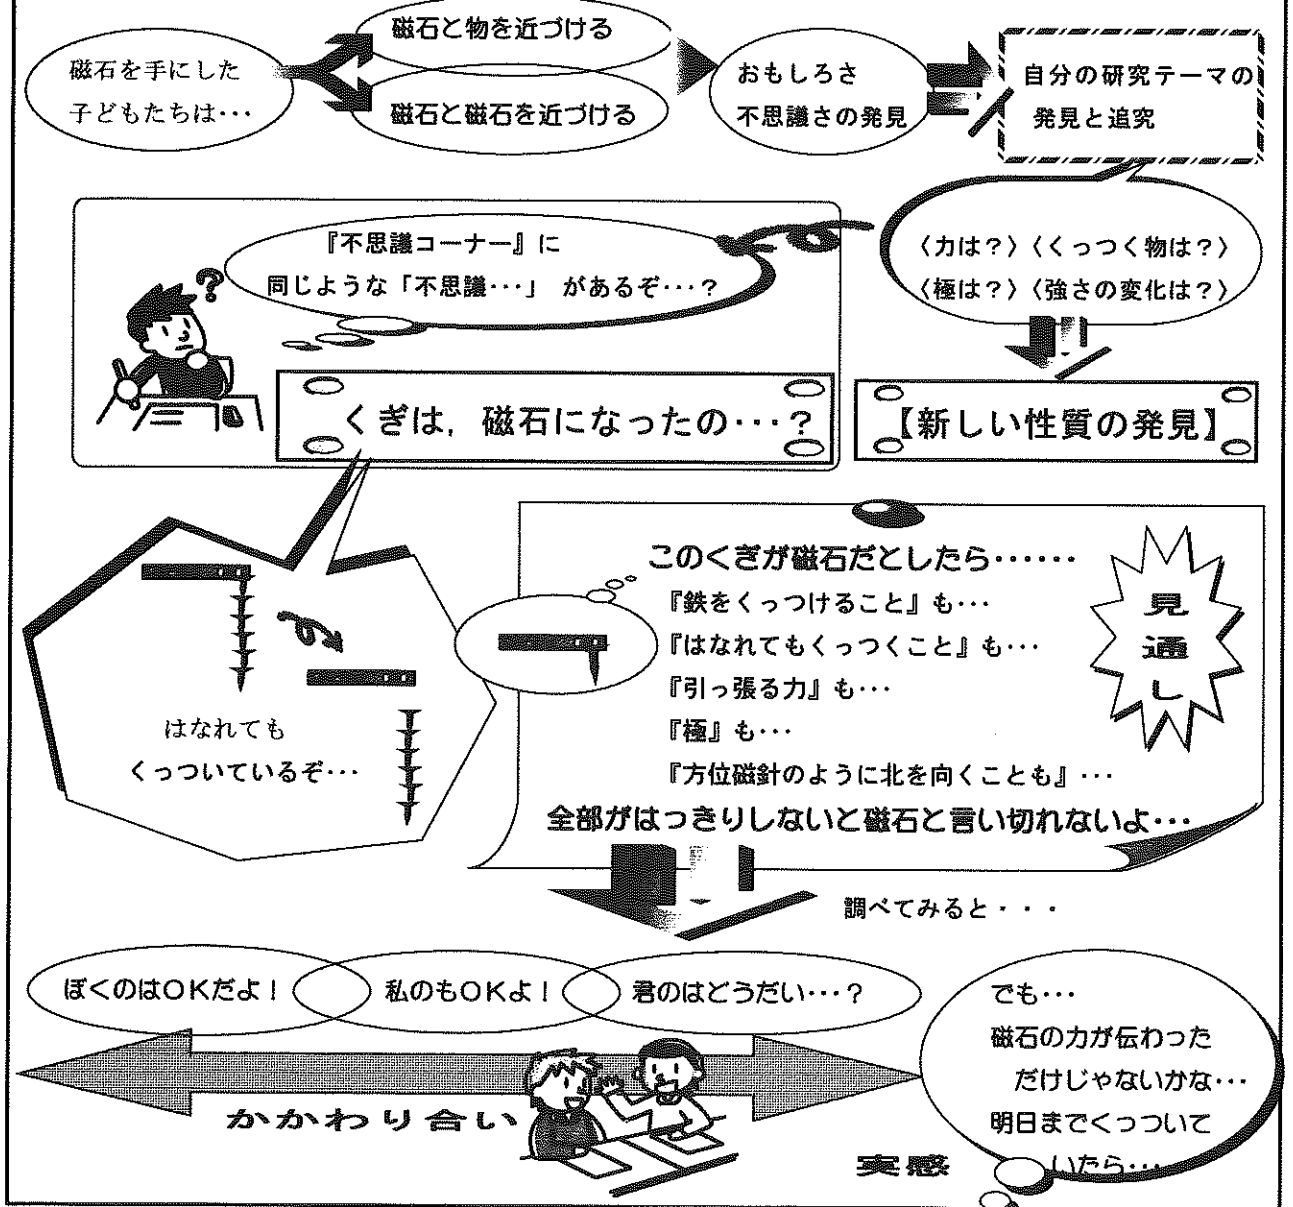 磁石を手にした
子どもたちは･･･
磁石と物を近づける
磁石と磁石を近づける
おもしろさ
不思議さの発見
自分の研究テーマの
発見と追究
〈力は？〉〈くっつく物は？〉
〈極は？〉〈強さの変化は？〉
『不思議コーナー』に
同じような「不思議･･･」 があるぞ･･･？
？
くぎは，磁石になったの･･･？
【新しい性質の発見】
はなれても
くっついているぞ･･･
このくぎが磁石だとしたら･･････
『鉄をくっつけること』も･･･
『はなれてもくっつくこと』も･･･
『引っ張る力』も･･･
『極』も･･･
『方位磁針のように北を向くことも』･･･
全部がはっきりしないと磁石と言い切れないよ･･･
見通し
調べてみると・・・
ぼくのはＯＫだよ！
私のもＯＫよ！
君のはどうだい･･･？
かかわり合い
でも･･･
磁石の力が伝わった
だけじゃないかな･･･
明日までくっついて
いたら･･･
実感